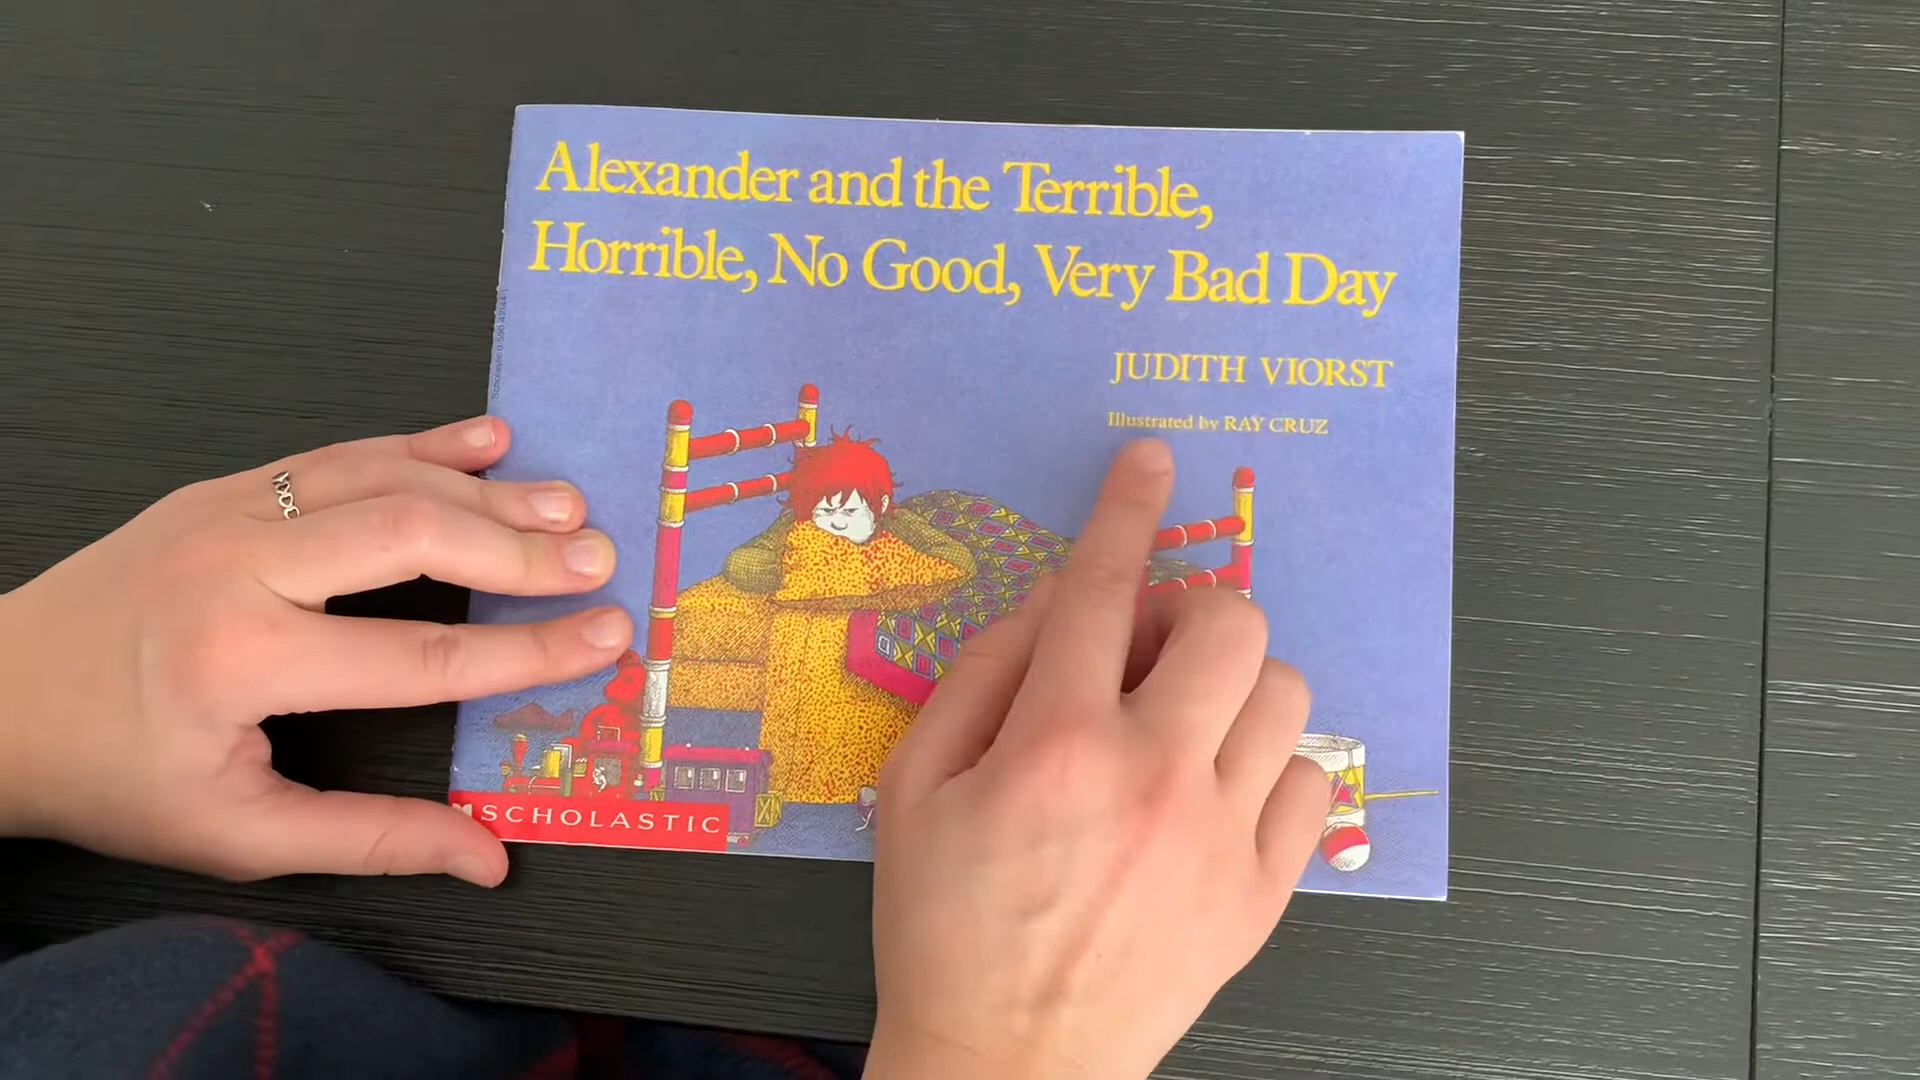 Alexander and the Terrible,
Horrible, No Good, Very Bad Day
JUDITH VIORST
Illustrated by RAY CRUZ
SCHOLASTIC